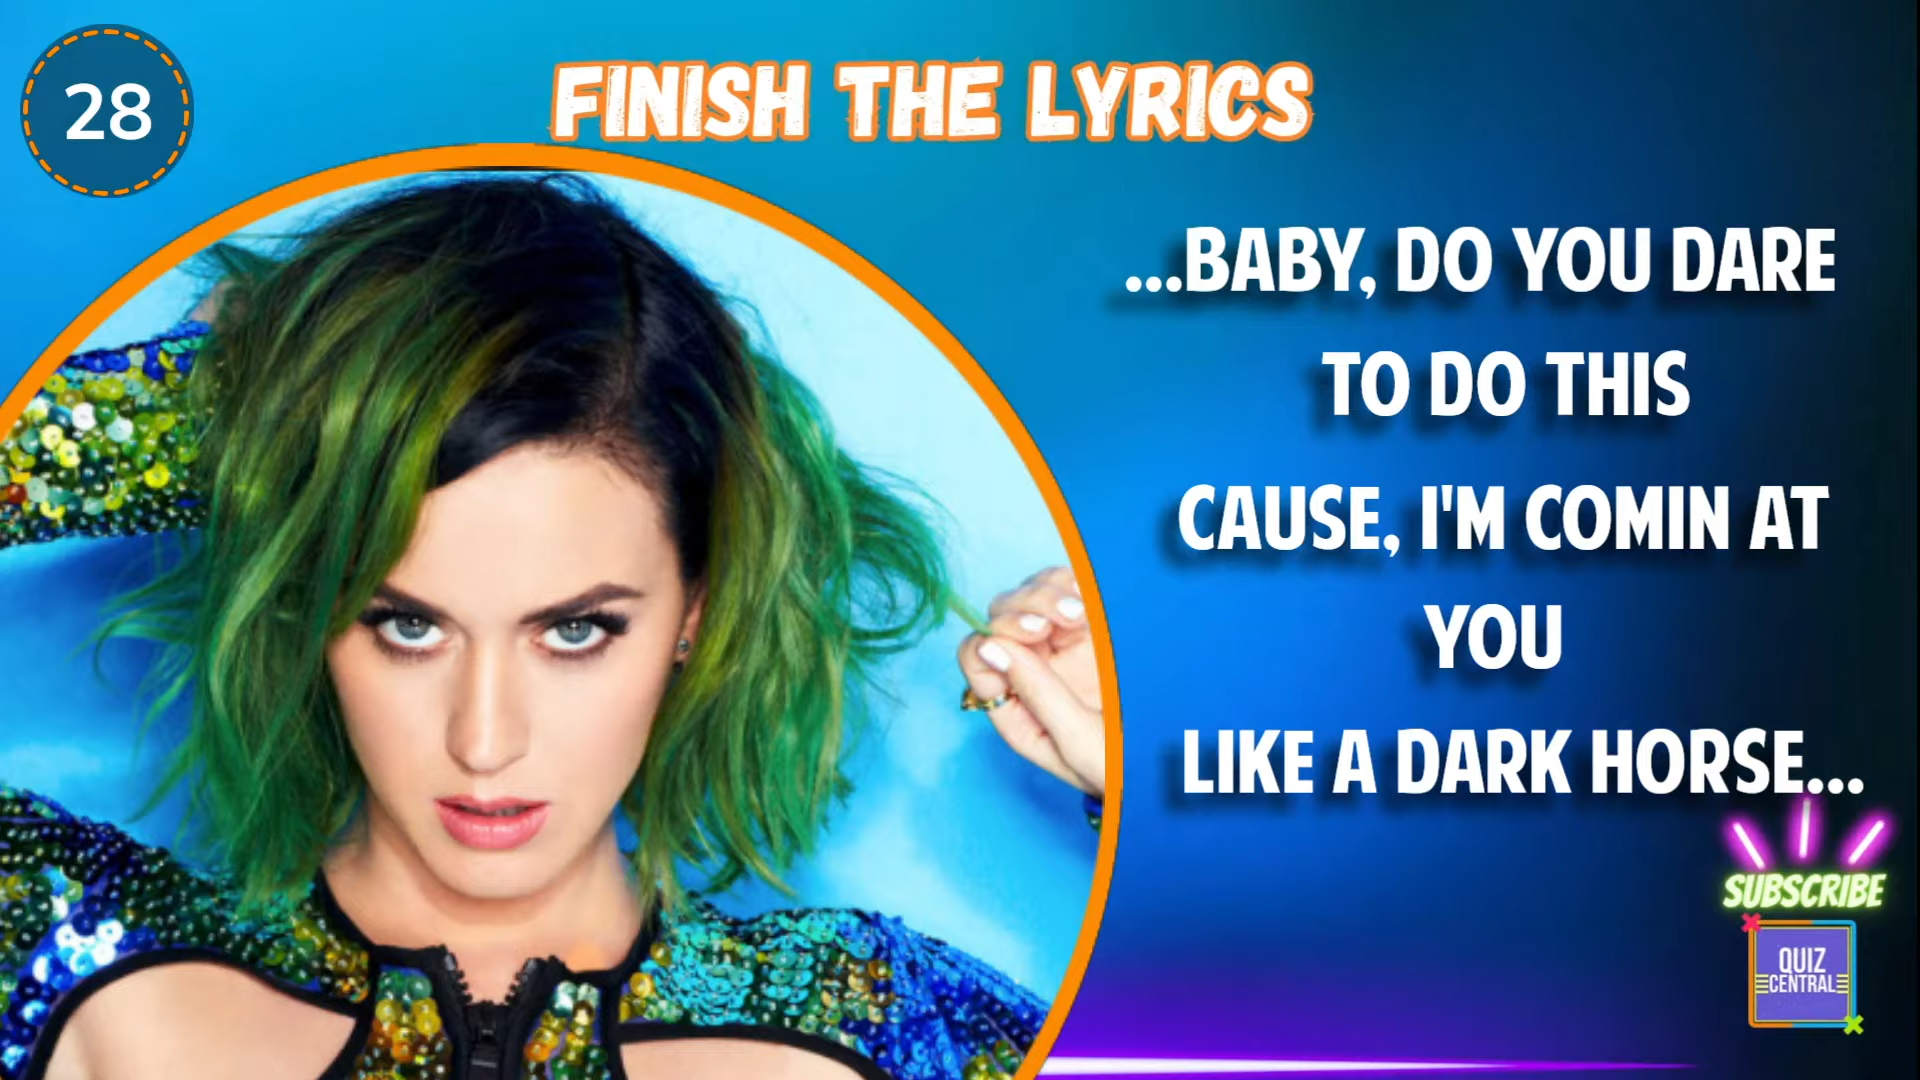 28
FINISH THE LYRICS
...BABY, DO YOU DARE
TO DO THIS
CAUSE, I'M COMIN AT
YOU
LIKE A DARK HORSE...
SUBSCRIBE
QUIZ
CENTRAL